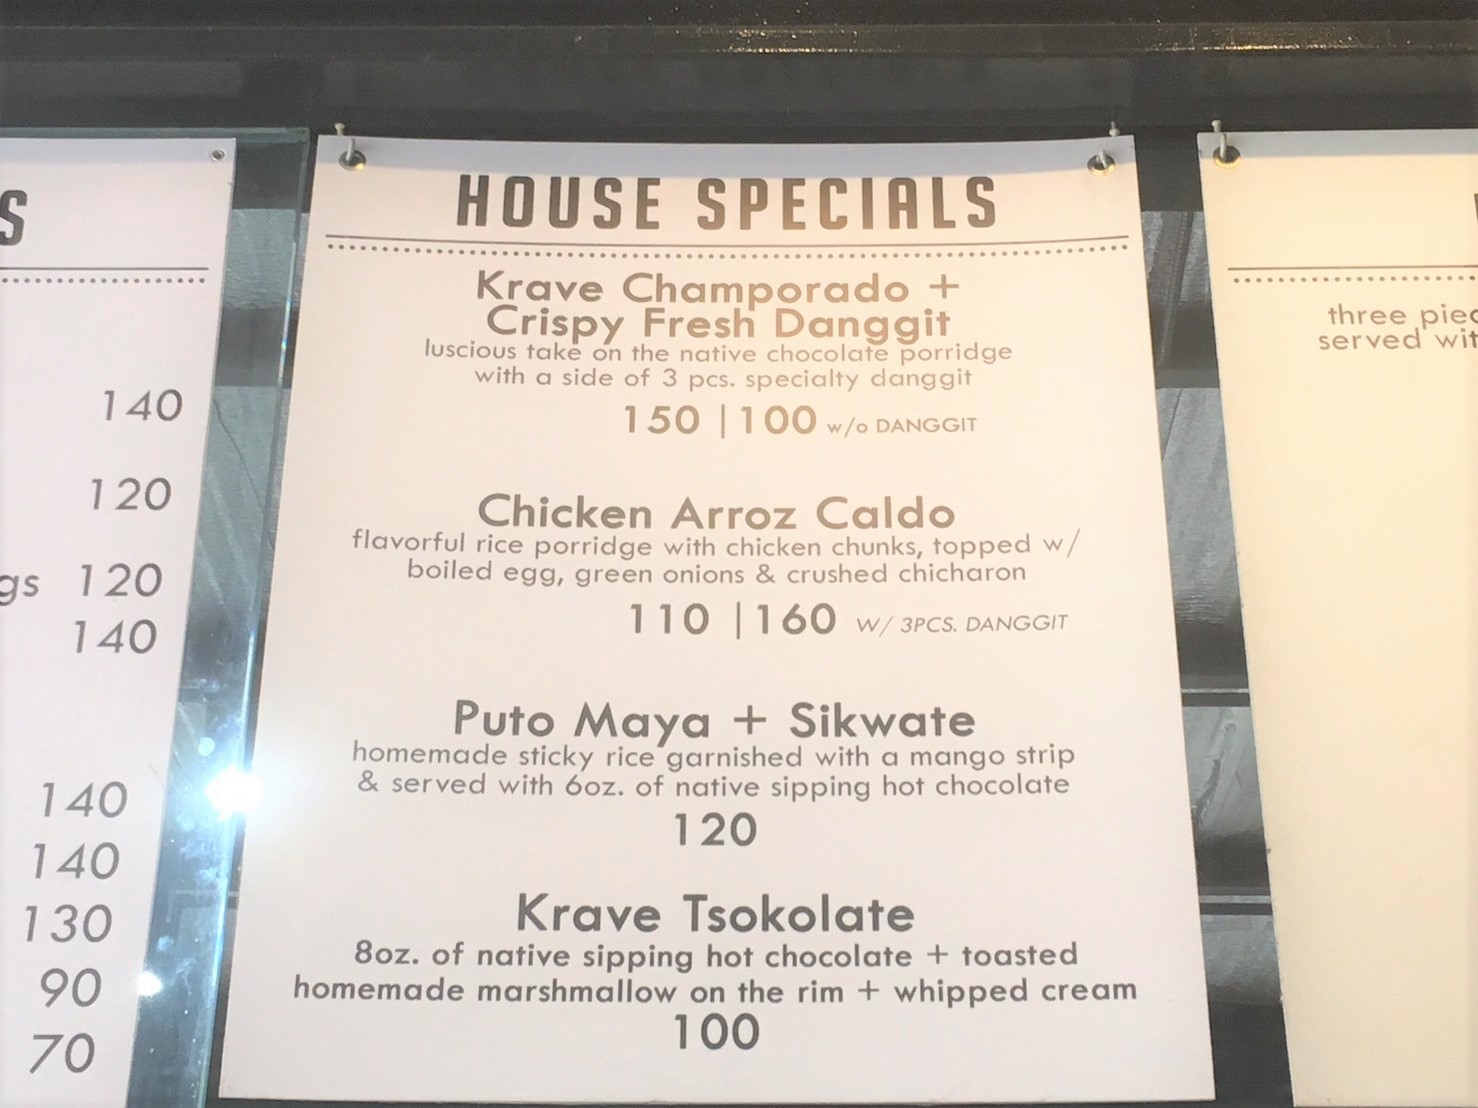 S
140
120
gs 120
140
140
140
130
90
70
HOUSE SPECIALS
Krave Champorado +
Crispy Fresh Danggit
luscious take on the native chocolate porridge
with a side of 3 pcs. specialty danggit
150 | 100 w/o DANGGIT
Chicken Arroz Caldo
flavorful rice porridge with chicken chunks, topped w/
boiled egg, green onions & crushed chicharon
110 | 160 W/ 3PCS. DANGGIT
Puto Maya + Sikwate
homemade sticky rice garnished with a mango strip
& served with 6oz. of native sipping hot chocolate
120
Krave Tsokolate
8oz. of native sipping hot chocolate + toasted
homemade marshmallow on the rim + whipped cream
100
three piec
served wit